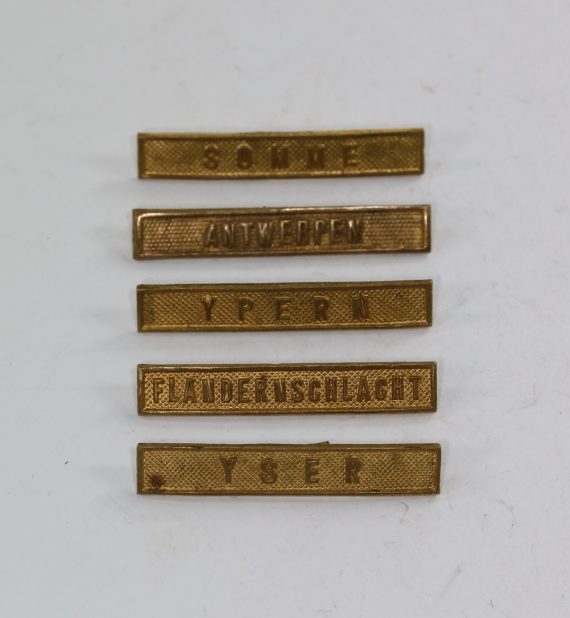 SOMME
ANTWERPEN
YPERN
FLANDERNSCHLACHT
YSER